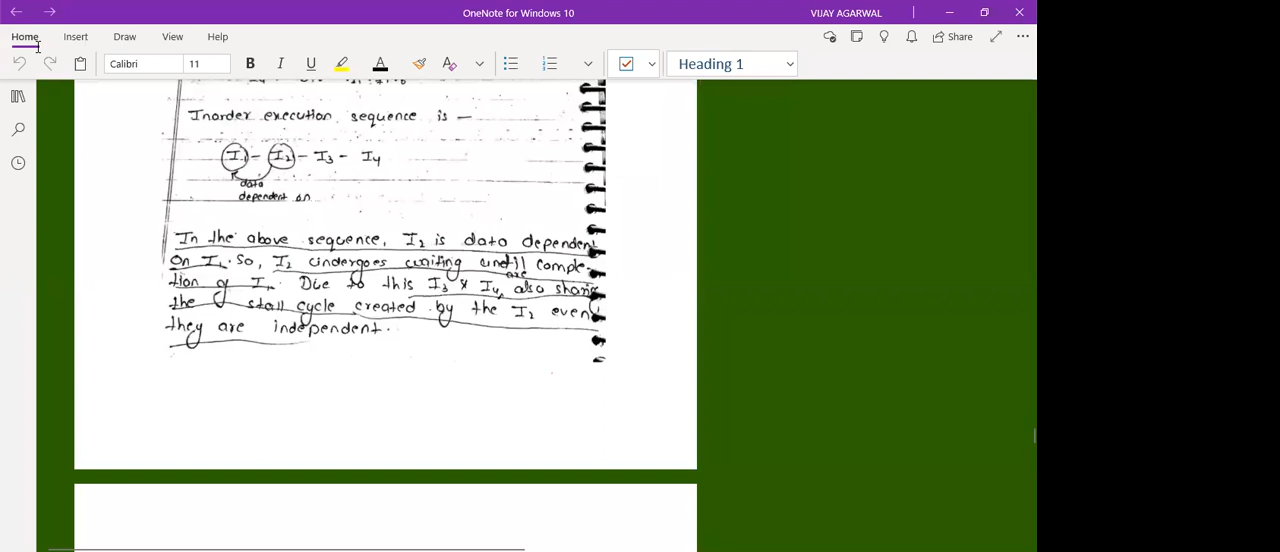 OneNote for Windows 10
VIJAY AGARWAL
Home Insert Draw View Help
Share
Calibri 11 B I U A Heading 1
Inorder execution sequence is —
I1 - I2 - I3 - I4
data
dependent on
In the above sequence, I2 is data dependent
on I1. So, I2 undergoes waiting untill comple-
tion of I1. Due to this I3 & I4 are also sharing
the stall cycle created by the I2 even
they are independent.